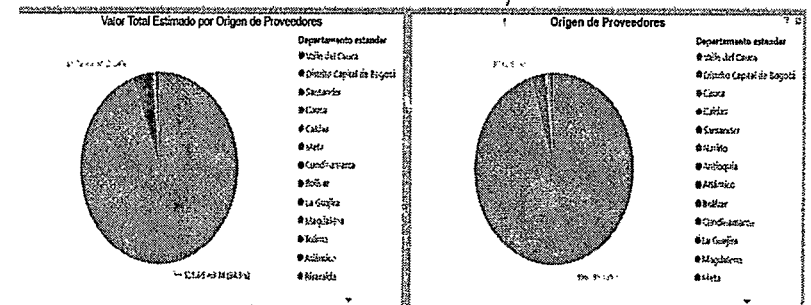 Valor Total Estimado por Origen de Proveedores
Departamento estandar
Valle del Cauca
Distrito Capital de Bogotá
Santander
Cauca
Caldas
Meta
Cundinamarca
Bolívar
La Guajira
Magdalena
Tolima
Atlántico
Risaralda
Origen de Proveedores
Departamento estandar
Valle del Cauca
Distrito Capital de Bogotá
Cauca
Caldas
Santander
Nariño
Antioquia
Atlántico
Bolívar
Cundinamarca
La Guajira
Magdalena
Meta